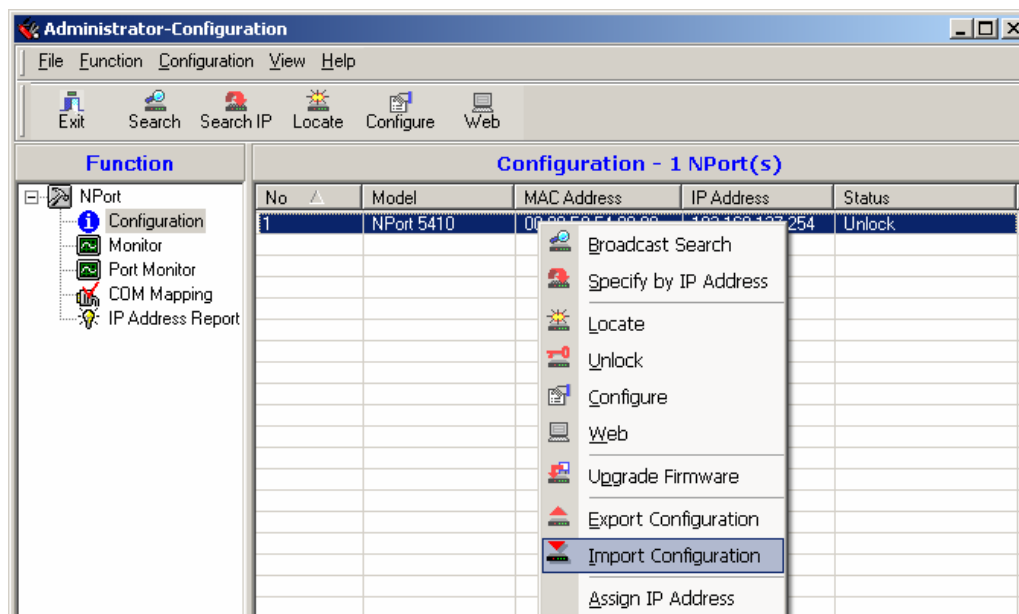 Administrator-Configuration
File Function Configuration View Help
Exit Search Search IP Locate Configure Web
Function
Configuration - 1 NPort(s)
NPort
Configuration
Monitor
Port Monitor
COM Mapping
IP Address Report
No Model MAC Address IP Address Status
1 NPort 5410 254 Unlock
Broadcast Search
Specify by IP Address
Locate
Unlock
Configure
Web
Upgrade Firmware
Export Configuration
Import Configuration
Assign IP Address